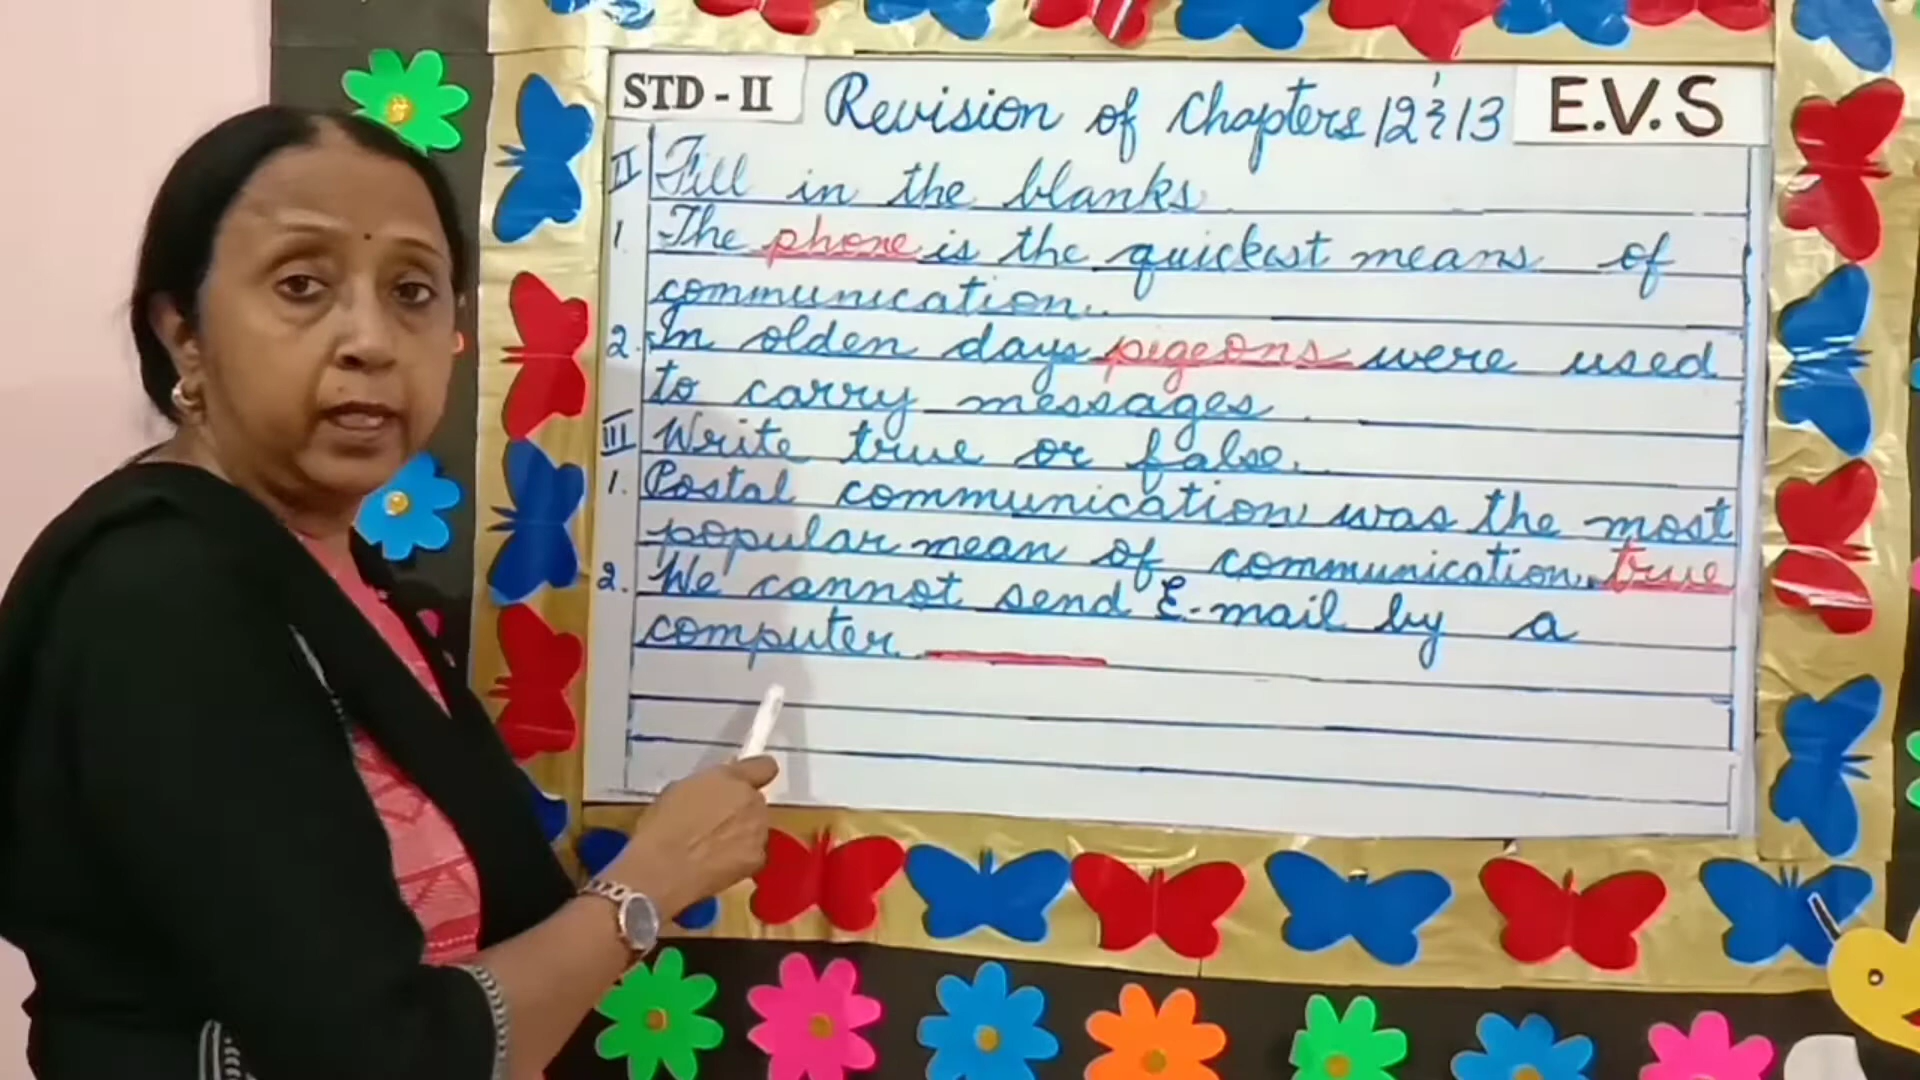 STD - II Revision of Chapters 12 & 13 E.V.S
II Fill in the blanks.
1. The phone is the quickest means of
communication.
2. In olden days pigeons were used
to carry messages.
III Write true or false.
1. Postal communication was the most
popular mean of communication. true
2. We cannot send E-mail by a
computer.